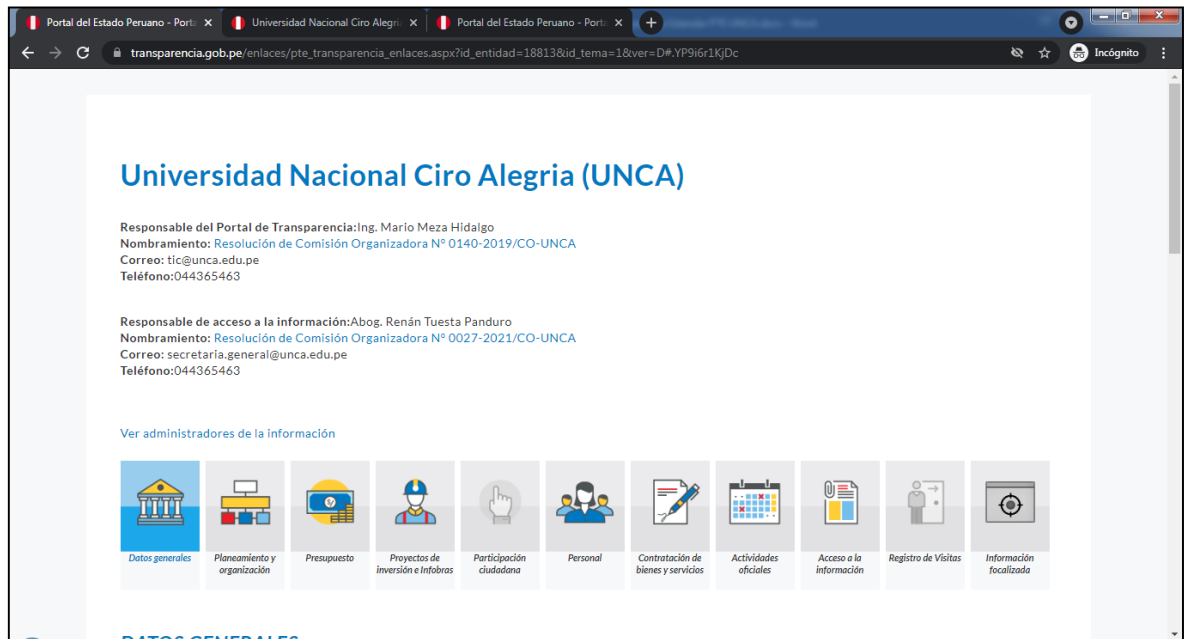 Portal del Estado Peruano - Porta
Universidad Nacional Ciro Alegri
Portal del Estado Peruano - Porta
transparencia.gob.pe/enlaces/pte_transparencia_enlaces.aspx?id_entidad=18813&id_tema=1&ver=D#.YP9i6r1KjDc
Incógnito
Universidad Nacional Ciro Alegria (UNCA)
Responsable del Portal de Transparencia:Ing. Mario Meza Hidalgo
Nombramiento: Resolución de Comisión Organizadora N° 0140-2019/CO-UNCA
Correo: tic@unca.edu.pe
Teléfono:044365463
Responsable de acceso a la información:Abog. Renán Tuesta Panduro
Nombramiento: Resolución de Comisión Organizadora N° 0027-2021/CO-UNCA
Correo: secretaria.general@unca.edu.pe
Teléfono:044365463
Ver administradores de la información
Datos generales
Planeamiento y
organización
Presupuesto
Proyectos de
inversión e Infobras
Participación
ciudadana
Personal
Contratación de
bienes y servicios
Actividades
oficiales
Acceso a la
información
Registro de Visitas
Información
focalizada
DATOS GENERALES